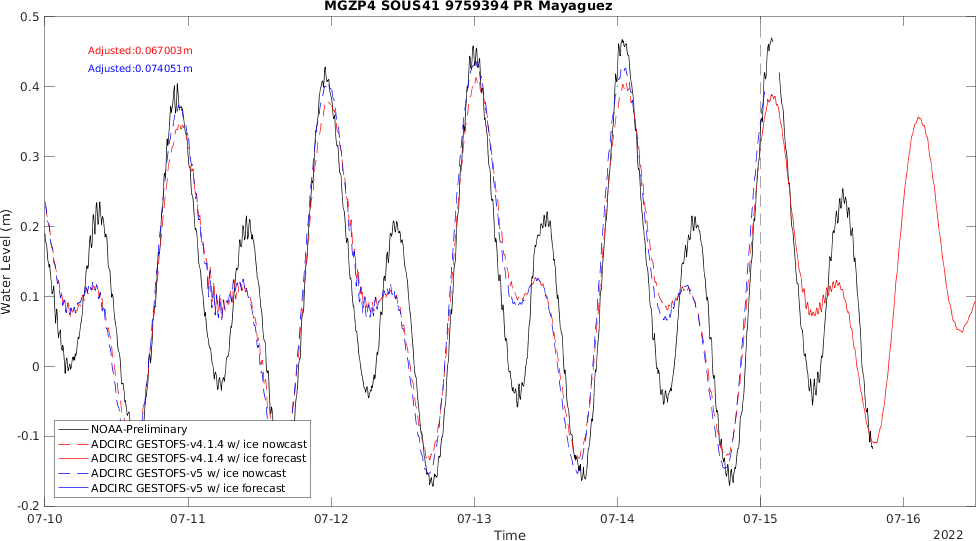 MGZP4 SOUS41 9759394 PR Mayaguez
Adjusted:0.067003m
Adjusted:0.074051m
Water Level (m)
0.5
0.4
0.3
0.2
0.1
0
-0.1
-0.2
NOAA-Preliminary
ADCIRC GESTOFS-v4.1.4 w/ ice nowcast
ADCIRC GESTOFS-v4.1.4 w/ ice forecast
ADCIRC GESTOFS-v5 w/ ice nowcast
ADCIRC GESTOFS-v5 w/ ice forecast
07-10 07-11 07-12 07-13 07-14 07-15 07-16
Time
2022